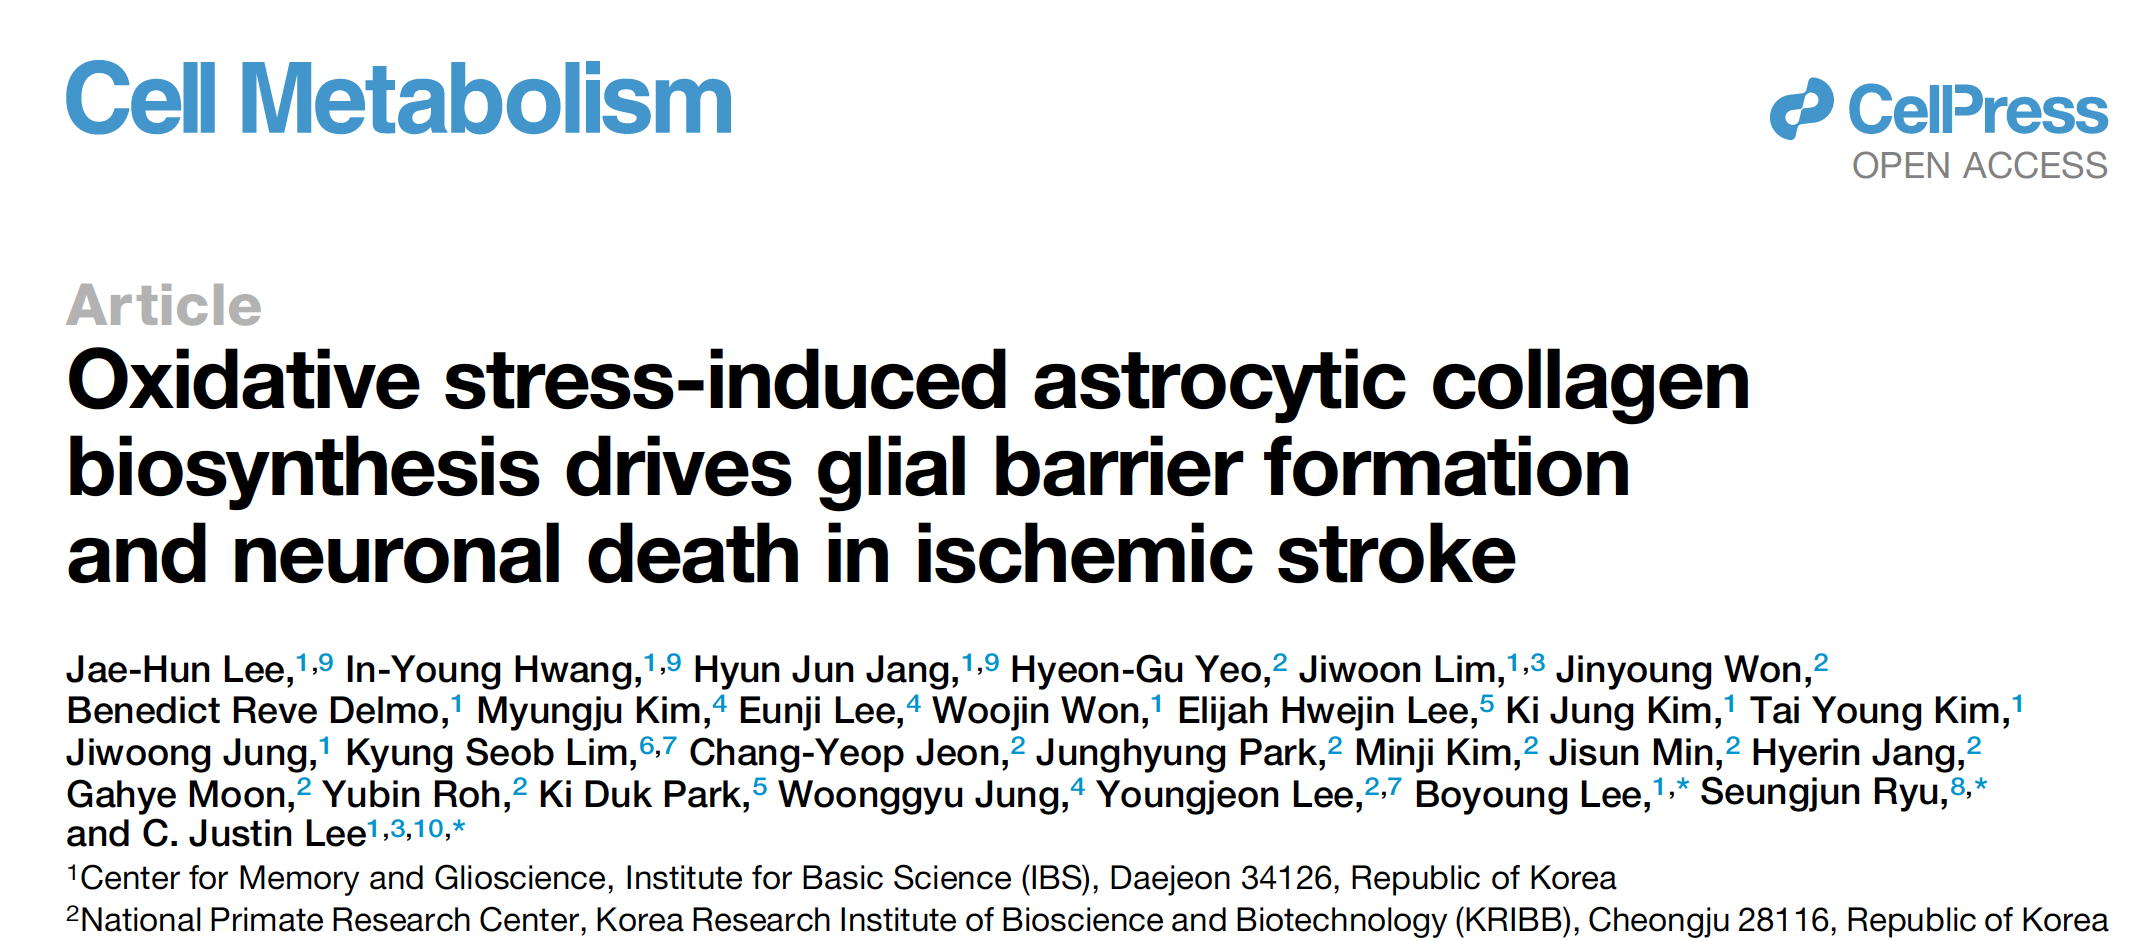 Cell Metabolism
CellPress
OPEN ACCESS
Article
Oxidative stress-induced astrocytic collagen
biosynthesis drives glial barrier formation
and neuronal death in ischemic stroke
Jae-Hun Lee,1,9 In-Young Hwang,1,9 Hyun Jun Jang,1,9 Hyeon-Gu Yeo,2 Jiwoon Lim,1,3 Jinyoung Won,2
Benedict Reve Delmo,1 Myungju Kim,4 Eunji Lee,4 Woojin Won,1 Elijah Hwejin Lee,5 Ki Jung Kim,1 Tai Young Kim,1
Jiwoong Jung,1 Kyung Seob Lim,6,7 Chang-Yeop Jeon,2 Junghyung Park,2 Minji Kim,2 Jisun Min,2 Hyerin Jang,2
Gahye Moon,2 Yubin Roh,2 Ki Duk Park,5 Woonggyu Jung,4 Youngjeon Lee,2,7 Boyoung Lee,1,* Seungjun Ryu,8,*
and C. Justin Lee1,3,10,*
1Center for Memory and Glioscience, Institute for Basic Science (IBS), Daejeon 34126, Republic of Korea
2National Primate Research Center, Korea Research Institute of Bioscience and Biotechnology (KRIBB), Cheongju 28116, Republic of Korea